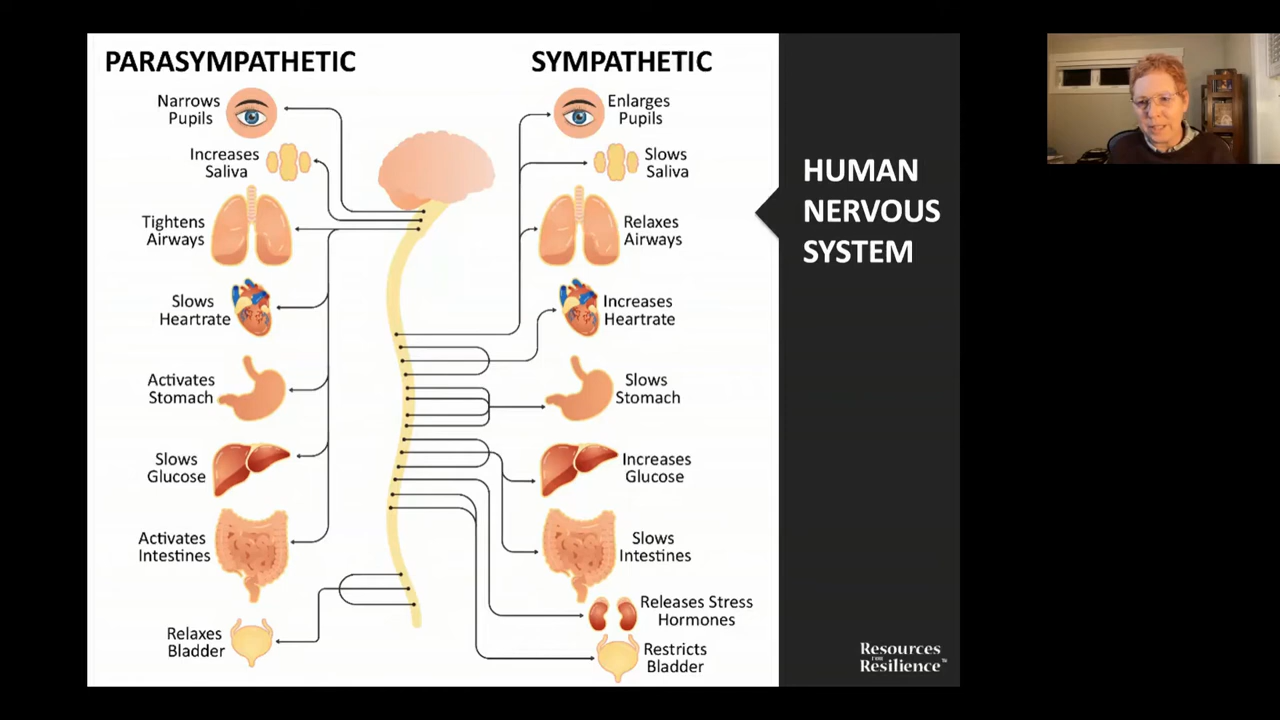 PARASYMPATHETIC
Narrows
Pupils
Increases
Saliva
Tightens
Airways
Slows
Heartrate
Activates
Stomach
Slows
Glucose
Activates
Intestines
Relaxes
Bladder
SYMPATHETIC
Enlarges
Pupils
Slows
Saliva
Relaxes
Airways
Increases
Heartrate
Slows
Stomach
Increases
Glucose
Slows
Intestines
Releases Stress
Hormones
Restricts
Bladder
HUMAN
NERVOUS
SYSTEM
Resources
FOR
Resilience™